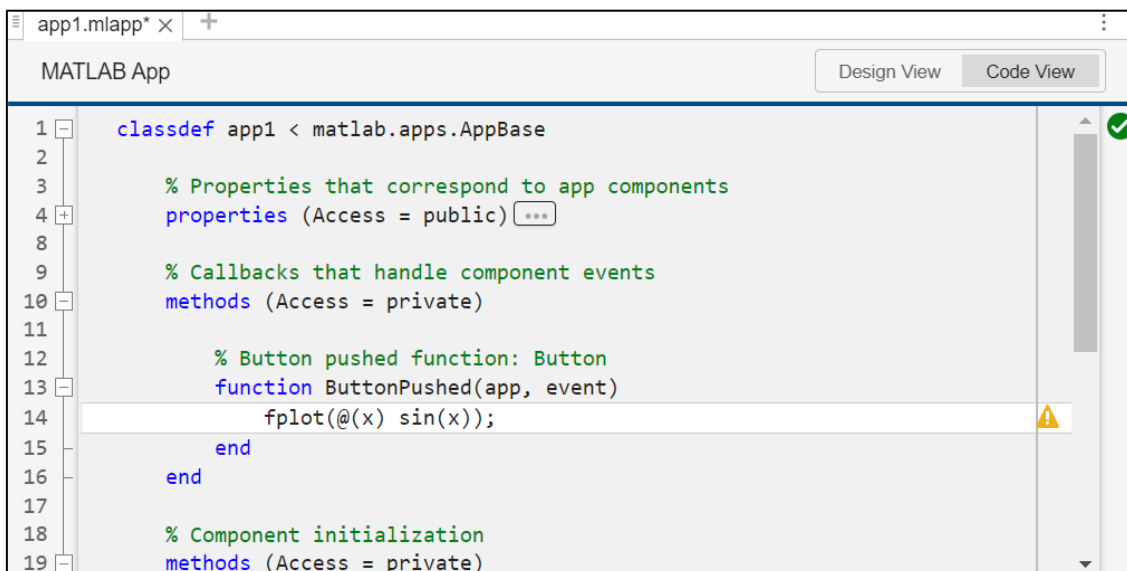 app1.mlapp*
MATLAB App
Design View
Code View
1 classdef app1 < matlab.apps.AppBase
2
3 % Properties that correspond to app components
4 properties (Access = public)
8
9 % Callbacks that handle component events
10 methods (Access = private)
11
12 % Button pushed function: Button
13 function ButtonPushed(app, event)
14 fplot(@(x) sin(x));
15 end
16 end
17
18 % Component initialization
19 methods (Access = private)